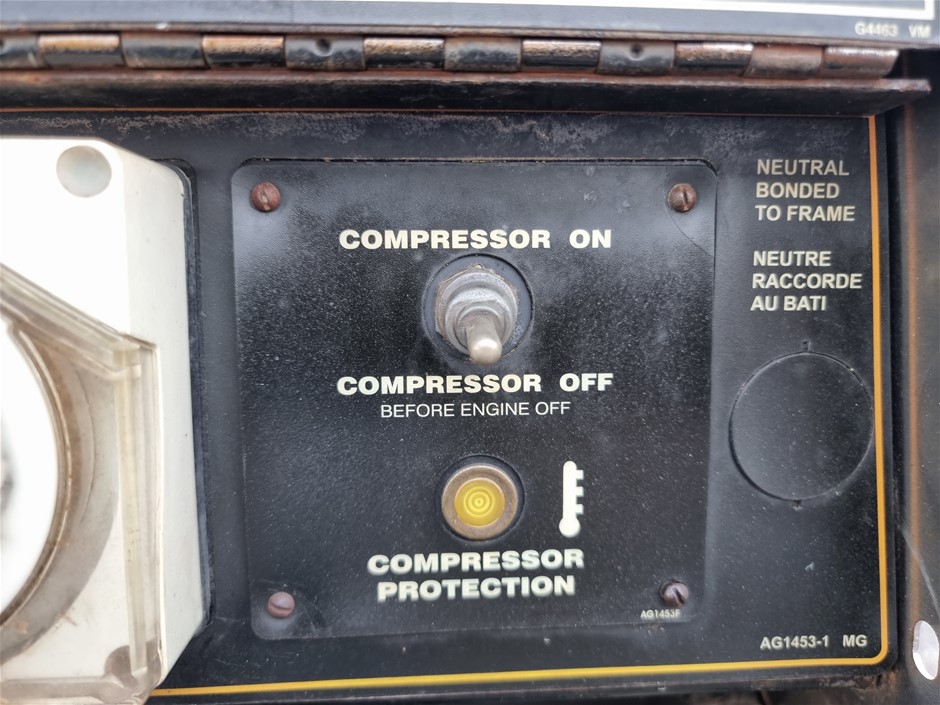 G4463 VM
COMPRESSOR ON
COMPRESSOR OFF
BEFORE ENGINE OFF
COMPRESSOR
PROTECTION
AG1453F
NEUTRAL
BONDED
TO FRAME
NEUTRE
RACCORDE
AU BATI
AG1453-1 MG